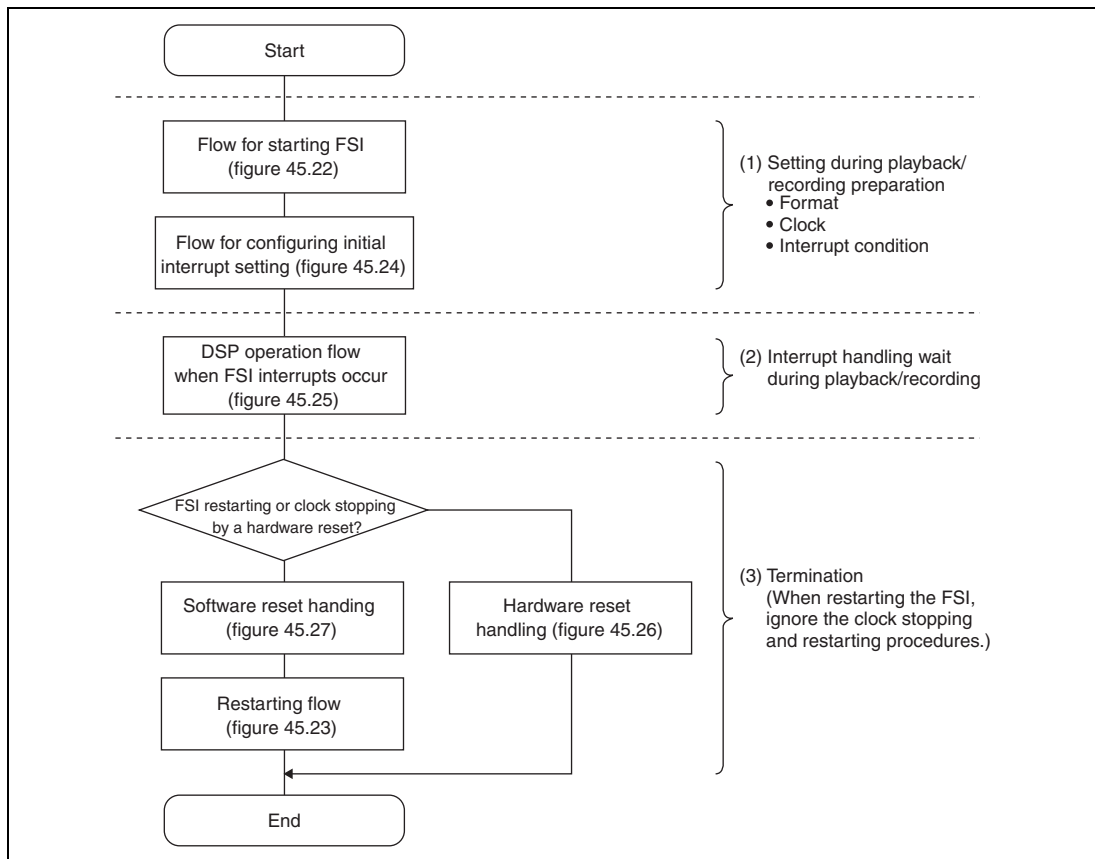 Start
Flow for starting FSI
(figure 45.22)
Flow for configuring initial
interrupt setting (figure 45.24)
(1) Setting during playback/
recording preparation
• Format
• Clock
• Interrupt condition
DSP operation flow
when FSI interrupts occur
(figure 45.25)
(2) Interrupt handling wait
during playback/recording
FSI restarting or clock stopping
by a hardware reset?
Software reset handing
(figure 45.27)
Hardware reset
handling (figure 45.26)
Restarting flow
(figure 45.23)
(3) Termination
(When restarting the FSI,
ignore the clock stopping
and restarting procedures.)
End